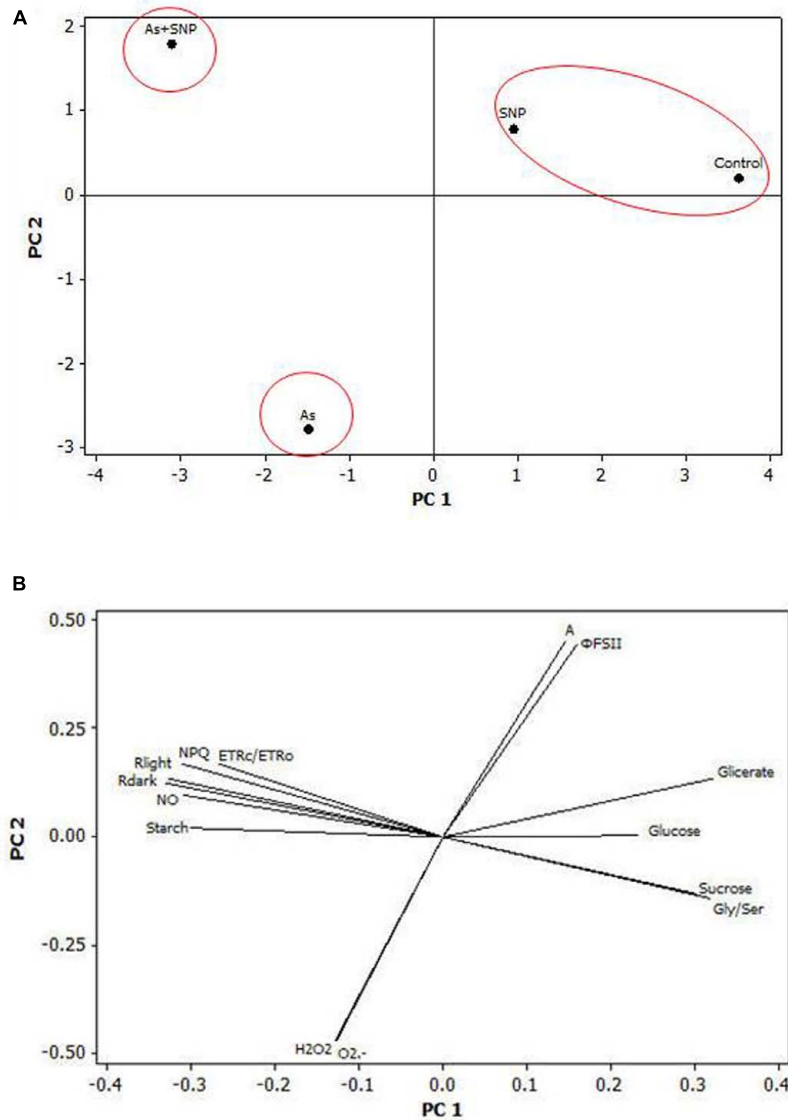 A
2
1
0
-1
-2
-3
PC 2
As+SNP
SNP
Control
As
-4 -3 -2 -1 0 1 2 3 4
PC 1
B
0.50
0.25
0.00
-0.25
-0.50
PC 2
A
ΦFSII
NPQ ETRc/ETRo
Rlight
Rdark
NO
Starch
Glicerate
Glucose
Sucrose
Gly/Ser
H2O2 O2.-
-0.4 -0.3 -0.2 -0.1 0.0 0.1 0.2 0.3 0.4
PC 1